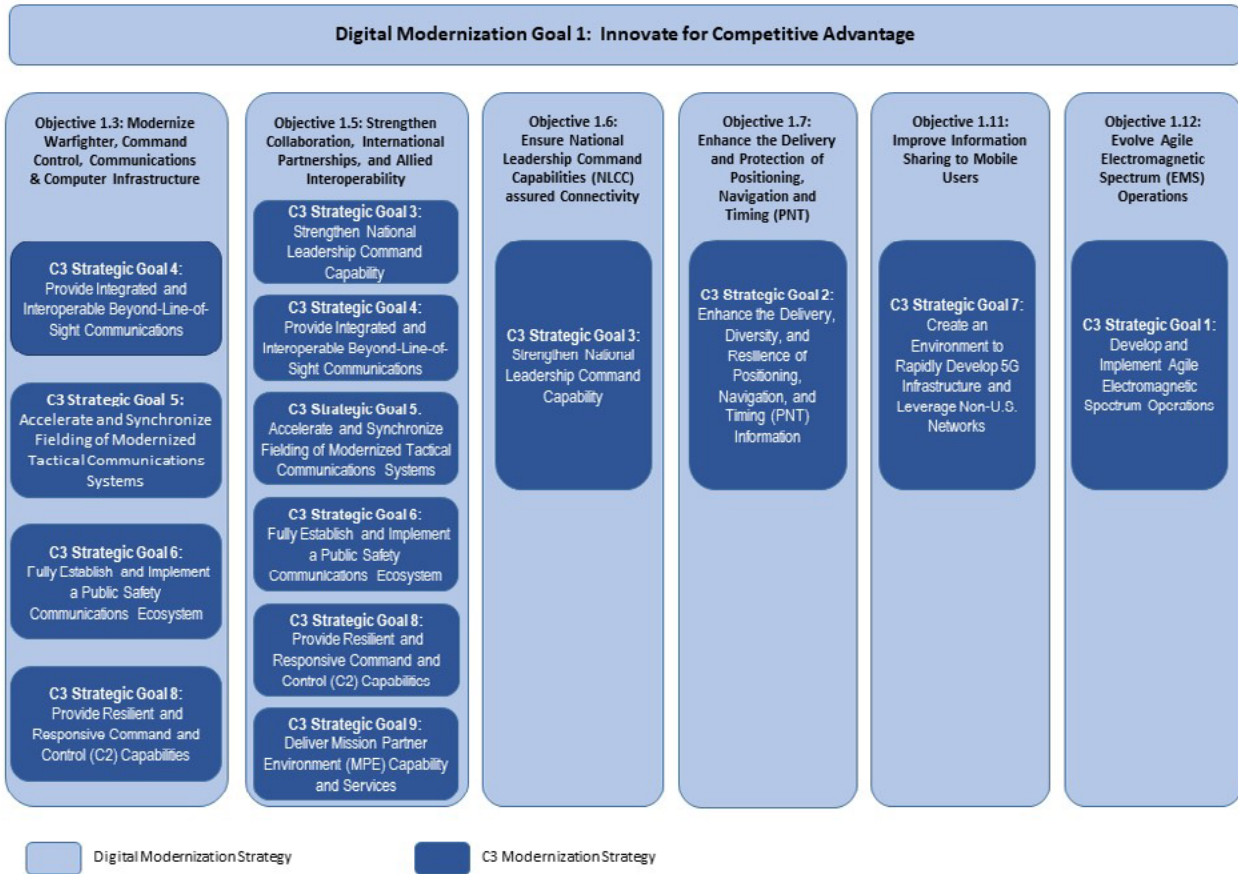 Digital Modernization Goal 1: Innovate for Competitive Advantage
Objective 1.3: Modernize
Warfighter, Command
Control, Communications
& Computer Infrastructure
C3 Strategic Goal 4:
Provide Integrated and
Interoperable Beyond-Line-of-
Sight Communications
C3 Strategic Goal 5:
Accelerate and Synchronize
Fielding of Modernized
Tactical Communications
Systems
C3 Strategic Goal 6:
Fully Establish and Implement
a Public Safety
Communications Ecosystem
C3 Strategic Goal 8:
Provide Resilient and
Responsive Command and
Control (C2) Capabilities
Objective 1.5: Strengthen
Collaboration, International
Partnerships, and Allied
Interoperability
C3 Strategic Goal 3:
Strengthen National
Leadership Command
Capability
C3 Strategic Goal 4:
Provide Integrated and
Interoperable Beyond-Line-of-
Sight Communications
C3 Strategic Goal 5.
Accelerate and Synchronize
Fielding of Modernized Tactical
Communications Systems
C3 Strategic Goal 6:
Fully Establish and Implement
a Public Safety
Communications Ecosystem
C3 Strategic Goal 8:
Provide Resilient and
Responsive Command and
Control (C2) Capabilities
C3 Strategic Goal 9:
Deliver Mission Partner
Environment (MPE) Capability
and Services
Objective 1.6:
Ensure National
Leadership Command
Capabilities (NLCC)
assured Connectivity
C3 Strategic Goal 3:
Strengthen National
Leadership Command
Capability
Objective 1.7:
Enhance the Delivery
and Protection of
Positioning,
Navigation and
Timing (PNT)
C3 Strategic Goal 2:
Enhance the Delivery,
Diversity, and
Resilience of
Positioning,
Navigation, and
Timing (PNT)
Information
Objective 1.11:
Improve Information
Sharing to Mobile
Users
C3 Strategic Goal 7:
Create an
Environment to
Rapidly Develop 5G
Infrastructure and
Leverage Non-U.S.
Networks
Objective 1.12:
Evolve Agile
Electromagnetic
Spectrum (EMS)
Operations
C3 Strategic Goal 1:
Develop and
Implement Agile
Electromagnetic
Spectrum Operations
Digital Modernization Strategy
C3 Modernization Strategy